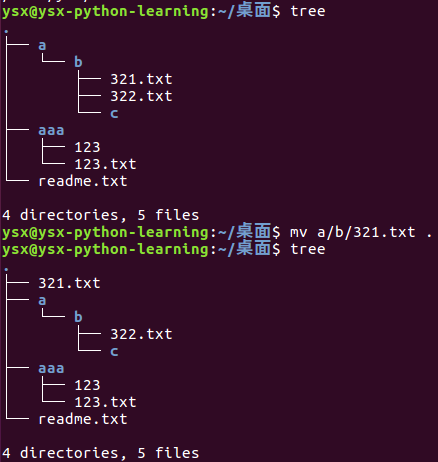 ysx@ysx-python-learning:~/桌面$ tree
.
├── a
│   └── b
│       ├── 321.txt
│       ├── 322.txt
│       └── c
├── aaa
│   ├── 123
│   └── 123.txt
└── readme.txt
4 directories, 5 files
ysx@ysx-python-learning:~/桌面$ mv a/b/321.txt .
ysx@ysx-python-learning:~/桌面$ tree
.
├── 321.txt
├── a
│   └── b
│       ├── 322.txt
│       └── c
├── aaa
│   ├── 123
│   └── 123.txt
└── readme.txt
4 directories, 5 files